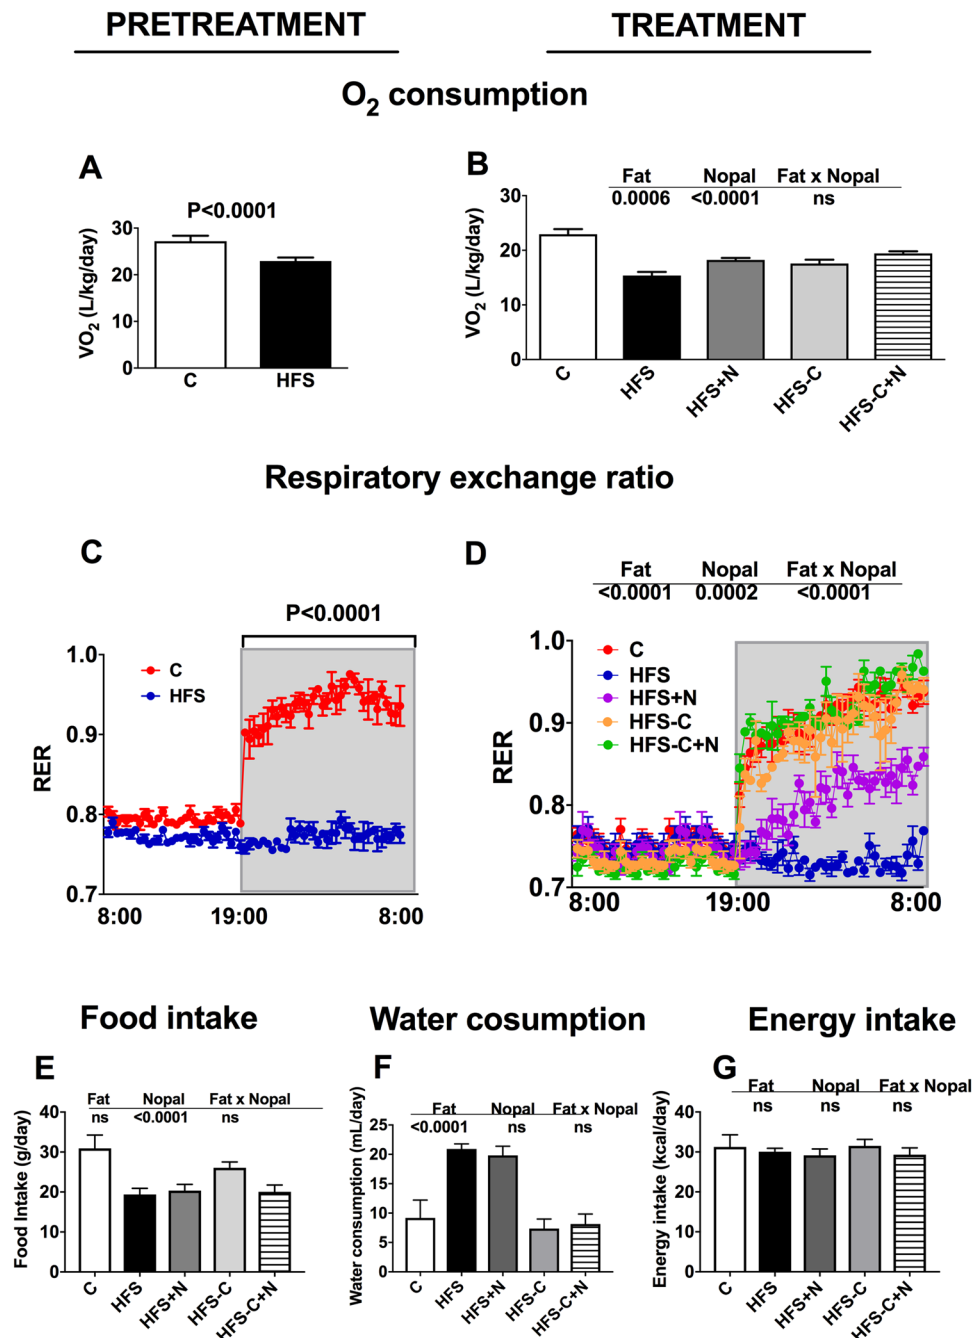 PRETREATMENT
TREATMENT
O2 consumption
A
P<0.0001
VO2 (L/kg/day)
30
20
10
0
C
HFS
B
Fat Nopal Fat x Nopal
0.0006 <0.0001 ns
VO2 (L/kg/day)
30
20
10
0
C
HFS
HFS+N
HFS-C
HFS-C+N
Respiratory exchange ratio
C
P<0.0001
RER
1.0
0.9
0.8
0.7
C
HFS
8:00
19:00
8:00
D
Fat Nopal Fat x Nopal
<0.0001 0.0002 <0.0001
RER
1.0
0.9
0.8
0.7
C
HFS
HFS+N
HFS-C
HFS-C+N
8:00
19:00
8:00
Food intake
E
Fat Nopal Fat x Nopal
ns <0.0001 ns
Food Intake (g/day)
40
30
20
10
0
C
HFS
HFS+N
HFS-C
HFS-C+N
Water cosumption
F
Fat Nopal Fat x Nopal
<0.0001 ns ns
Water consumption (mL/day)
25
20
15
10
5
0
C
HFS
HFS+N
HFS-C
HFS-C+N
Energy intake
G
Fat Nopal Fat x Nopal
ns ns ns
Energy intake (kcal/day)
40
30
20
10
0
C
HFS
HFS+N
HFS-C
HFS-C+N